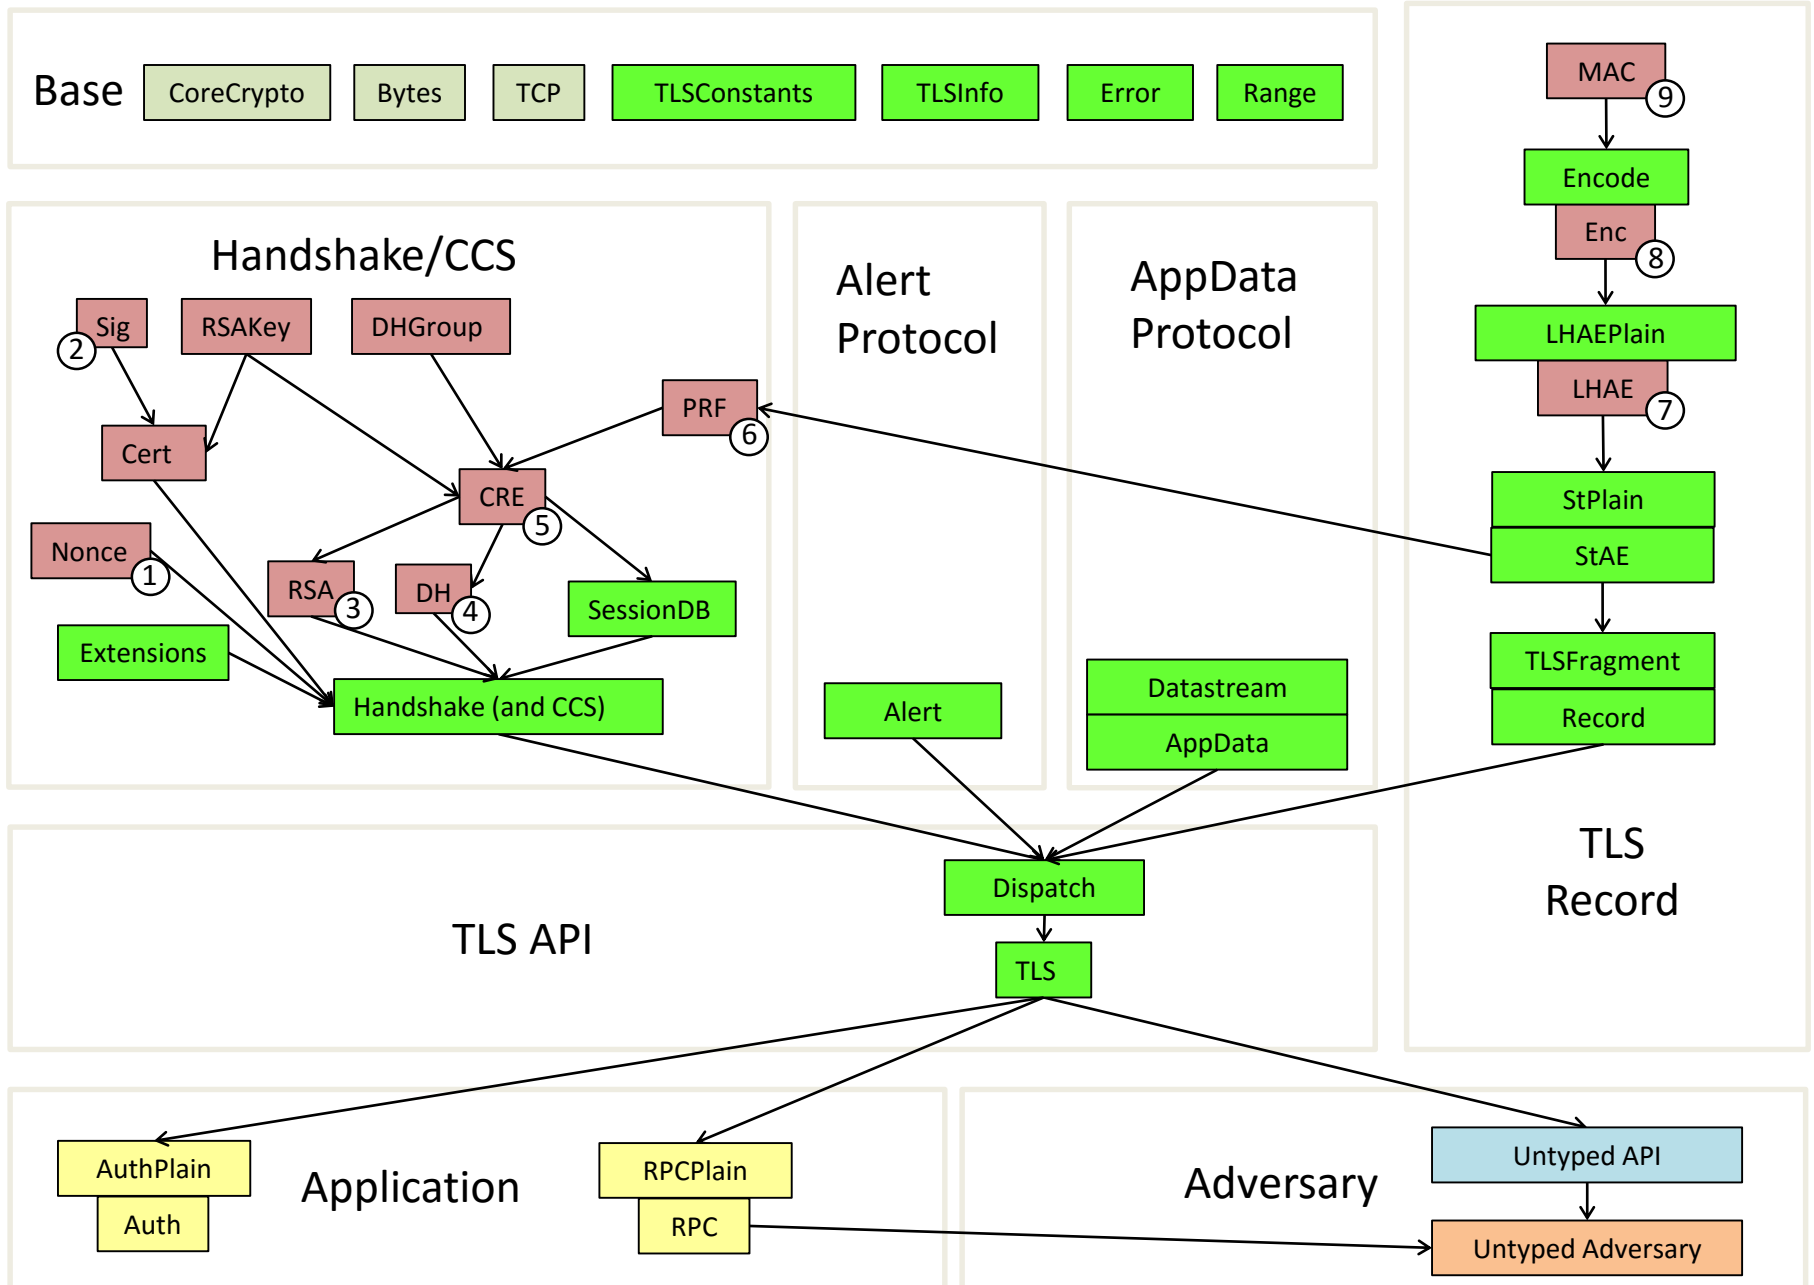 Base
CoreCrypto
Bytes
TCP
TLSConstants
TLSInfo
Error
Range
MAC
9
Encode
Enc
8
LHAEPlain
LHAE
7
StPlain
StAE
TLSFragment
Record
TLS
Record
Handshake/CCS
Sig
2
RSAKey
DHGroup
PRF
6
Cert
CRE
5
Nonce
1
RSA
3
DH
4
SessionDB
Extensions
Handshake (and CCS)
Alert
Protocol
Alert
AppData
Protocol
Datastream
AppData
TLS API
Dispatch
TLS
Application
AuthPlain
Auth
RPCPlain
RPC
Adversary
Untyped API
Untyped Adversary